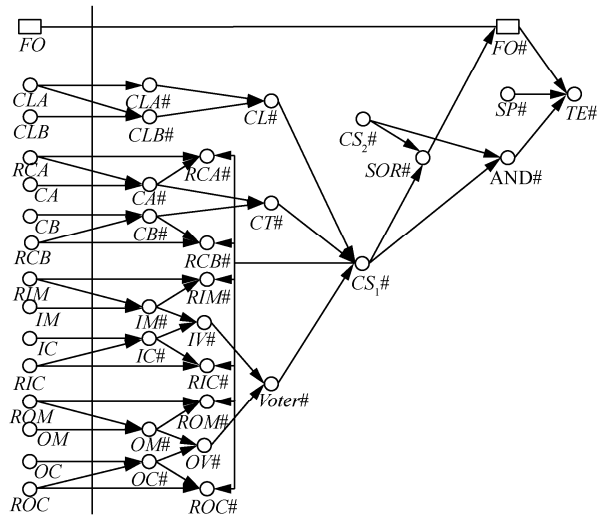 FO
FO#
CLA
CLA#
CL#
SP#
TE#
CLB
CLB#
CS2#
RCA
RCA#
SOR#
AND#
CA
CA#
CB
CB#
CT#
RCB
RCB#
CS1#
RIM
RIM#
IM
IM#
IV#
IC
IC#
RIC
RIC#
Voter#
ROM
ROM#
OM
OM#
OV#
OC
OC#
ROC
ROC#